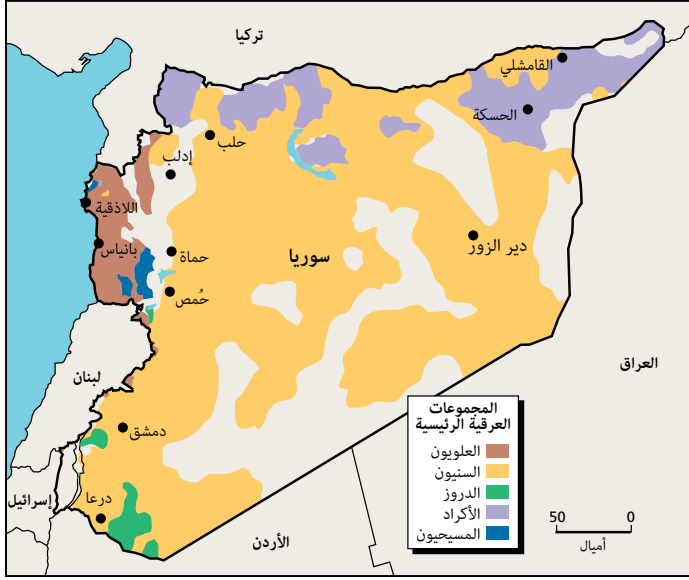 تركيا
القامشلي
الحسكة
حلب
إدلب
اللاذقية
بانياس
حماة
سوريا
دير الزور
حُمص
لبنان
العراق
دمشق
درعا
إسرائيل
الأردن
المجموعات
العرقية الرئيسية
العلويون
السنيون
الدروز
الأكراد
المسيحيون
50 0
أميال